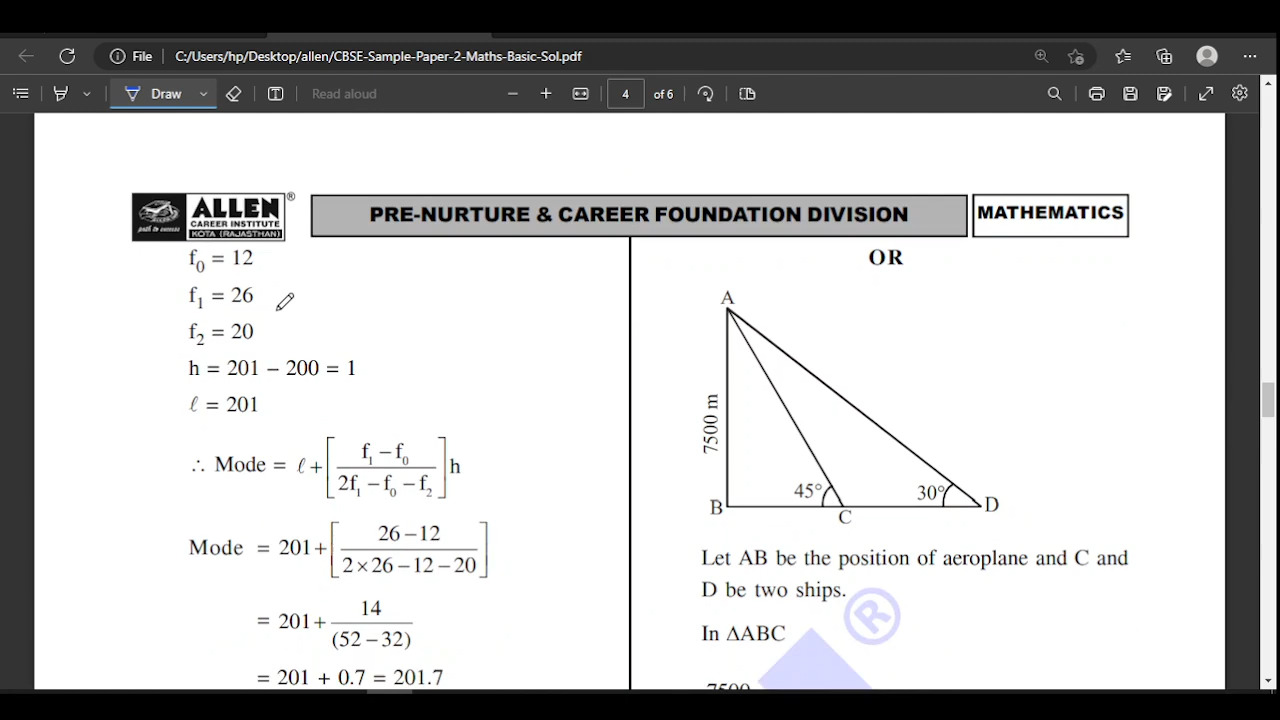 File
C:/Users/hp/Desktop/allen/CBSE-Sample-Paper-2-Maths-Basic-Sol.pdf
Draw
Read aloud
4 of 6
ALLEN ®
CAREER INSTITUTE
path to success
KOTA (RAJASTHAN)
PRE-NURTURE & CAREER FOUNDATION DIVISION
MATHEMATICS
f₀ = 12
f₁ = 26
f₂ = 20
h = 201 − 200 = 1
ℓ = 201
∴ Mode = ℓ + [(f₁ − f₀) / (2f₁ − f₀ − f₂)] h
Mode = 201 + [(26 − 12) / (2 × 26 − 12 − 20)]
= 201 + 14 / (52 − 32)
= 201 + 0.7 = 201.7
OR
A
7500 m
45° 30°
B C D
Let AB be the position of aeroplane and C and
D be two ships.
®
In ΔABC
7500